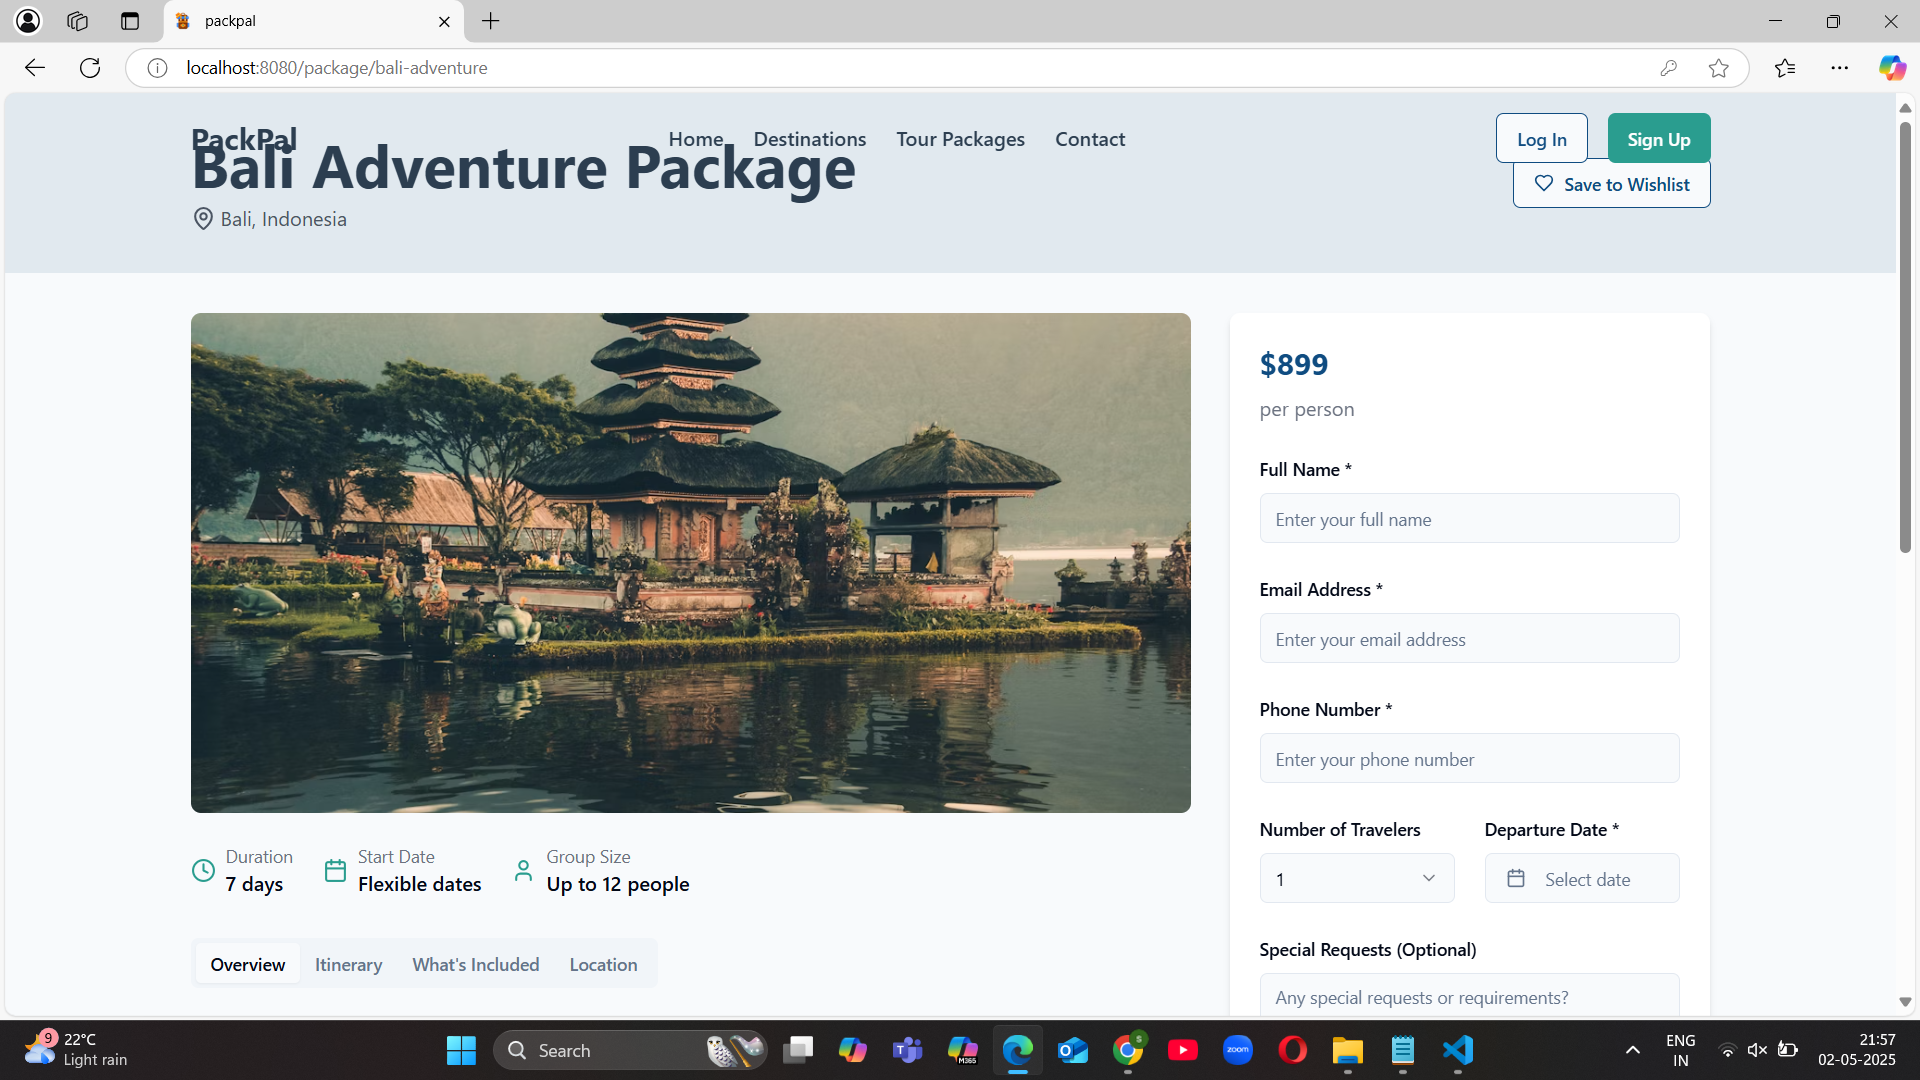 packpal
localhost:8080/package/bali-adventure
PackPal
Home Destinations Tour Packages Contact
Log In Sign Up
Bali Adventure Package
Save to Wishlist
Bali, Indonesia
$899
per person
Full Name *
Enter your full name
Email Address *
Enter your email address
Phone Number *
Enter your phone number
Number of Travelers Departure Date *
1 Select date
Special Requests (Optional)
Any special requests or requirements?
Duration
7 days
Start Date
Flexible dates
Group Size
Up to 12 people
Overview Itinerary What's Included Location
9
22°C
Light rain
Search
M365
zoom
S
ENG
IN
21:57
02-05-2025